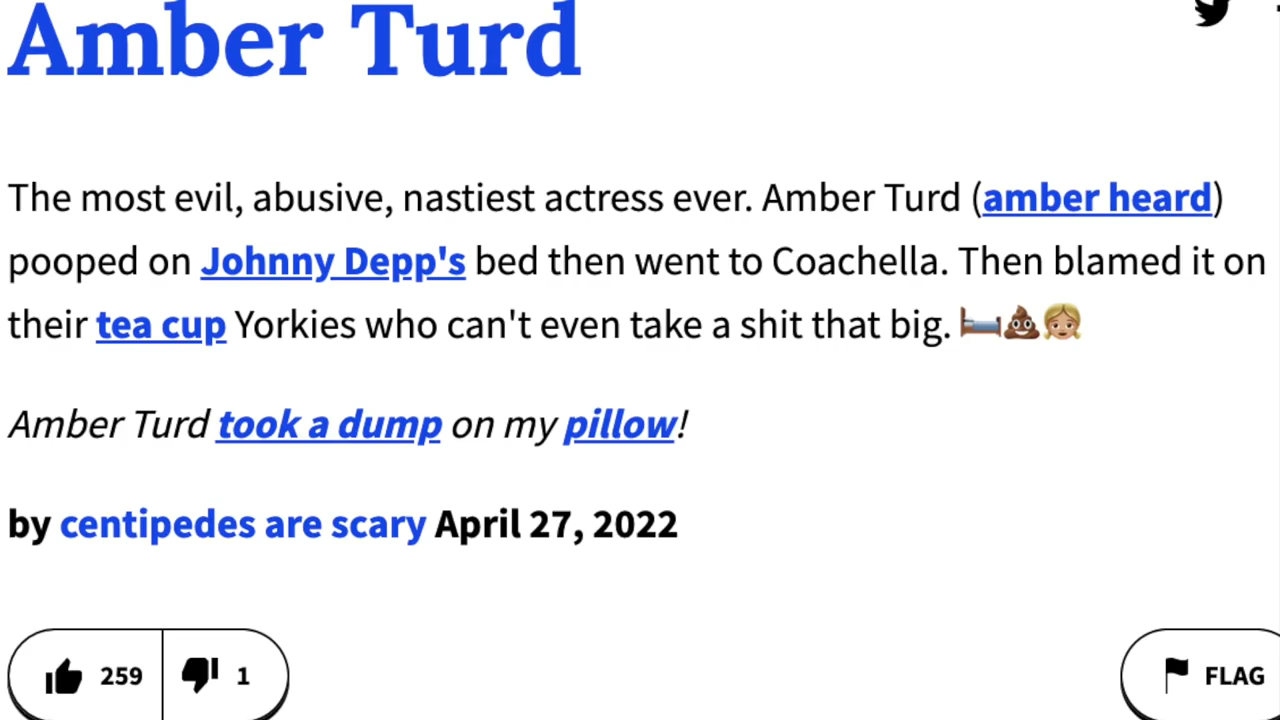 Amber Turd
The most evil, abusive, nastiest actress ever. Amber Turd (amber heard)
pooped on Johnny Depp's bed then went to Coachella. Then blamed it on
their tea cup Yorkies who can't even take a shit that big. 🛏💩👧🏼
Amber Turd took a dump on my pillow!
by centipedes are scary April 27, 2022
259 1 FLAG